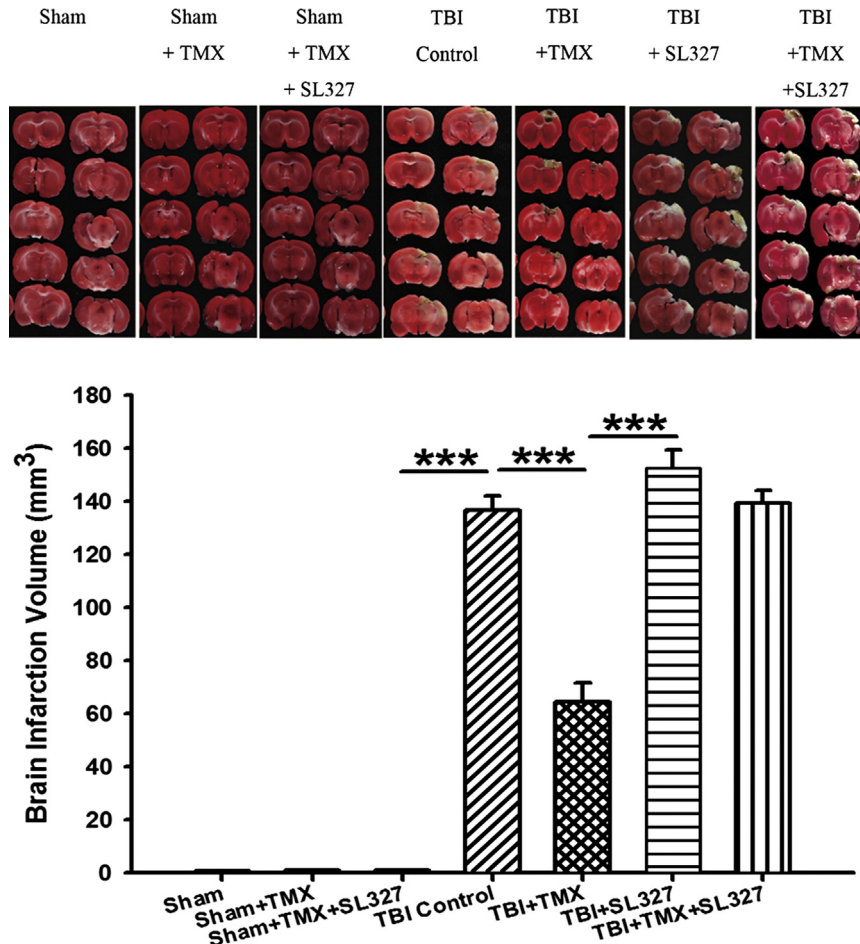 Sham Sham Sham TBI TBI TBI TBI
+ TMX + TMX Control +TMX + SL327 +TMX
+ SL327 +SL327
180
160
140
120
100
80
60
40
20
0
Brain Infarction Volume (mm³)
*** *** ***
Sham
Sham+TMX
Sham+TMX+SL327
TBI Control
TBI+TMX
TBI+SL327
TBI+TMX+SL327